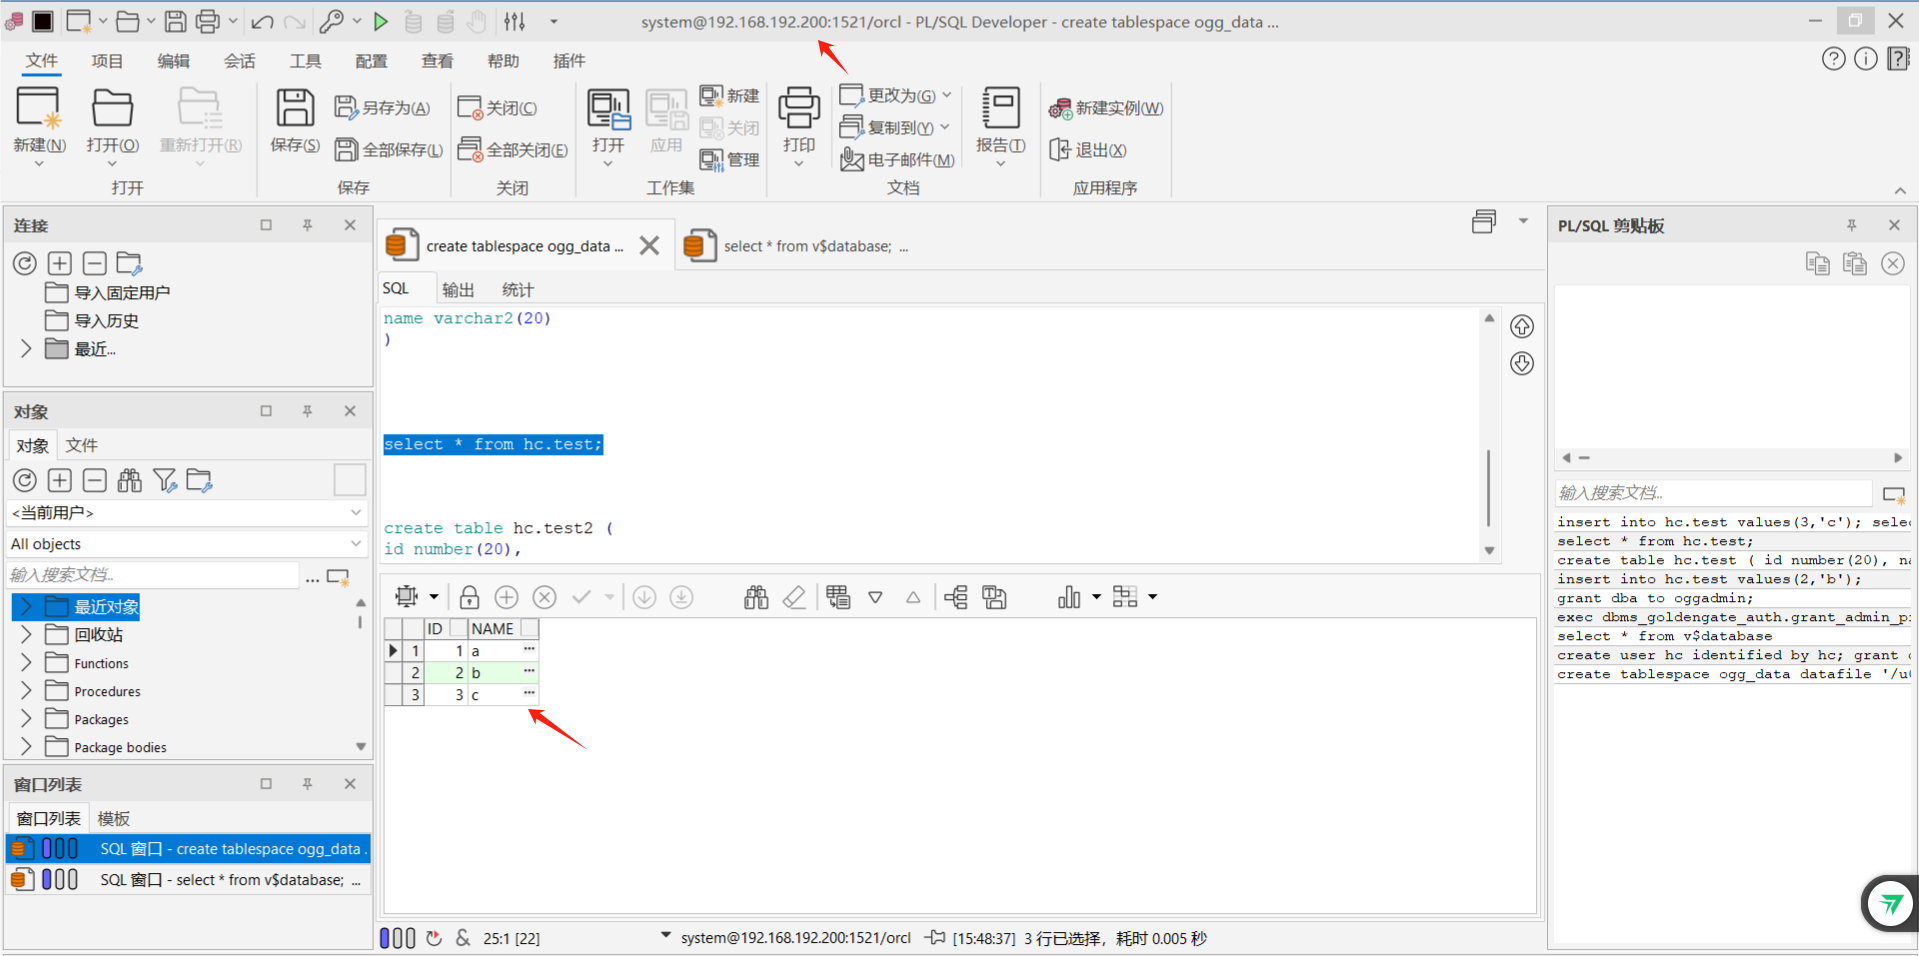 system@192.168.192.200:1521/orcl - PL/SQL Developer - create tablespace ogg_data ...
文件 项目 编辑 会话 工具 配置 查看 帮助 插件
新建(N)
打开(O)
重新打开(R)
打开
保存(S)
另存为(A)
全部保存(L)
保存
关闭(C)
全部关闭(E)
关闭
打开
应用
新建
关闭
管理
工作集
打印
更改为(G)
复制到(Y)
电子邮件(M)
报告(T)
文档
新建实例(W)
退出(X)
应用程序
连接
导入固定用户
导入历史
最近...
对象
对象 文件
<当前用户>
All objects
输入搜索文档...
...
最近对象
回收站
Functions
Procedures
Packages
Package bodies
窗口列表
窗口列表 模板
SQL 窗口 - create tablespace ogg_data .
SQL 窗口 - select * from v$database; ...
create tablespace ogg_data ...
select * from v$database; ...
SQL 输出 统计
name varchar2(20)
)
select * from hc.test;
create table hc.test2 (
id number(20),
ID NAME
1 1 a ...
2 2 b ...
3 3 c ...
25:1 [22]
system@192.168.192.200:1521/orcl
[15:48:37] 3 行已选择，耗时 0.005 秒
PL/SQL 剪贴板
输入搜索文档...
insert into hc.test values(3,'c'); sele
select * from hc.test;
create table hc.test ( id number(20), na
insert into hc.test values(2,'b');
grant dba to oggadmin;
exec dbms_goldengate_auth.grant_admin_p
select * from v$database
create user hc identified by hc; grant
create tablespace ogg_data datafile '/u